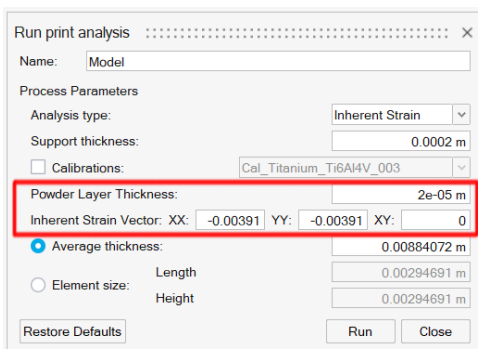 Run print analysis
Name: Model
Process Parameters
Analysis type: Inherent Strain
Support thickness: 0.0002 m
Calibrations: Cal_Titanium_Ti6Al4V_003
Powder Layer Thickness: 2e-05 m
Inherent Strain Vector: XX: -0.00391 YY: -0.00391 XY: 0
Average thickness: 0.00884072 m
Element size: Length 0.00294691 m
Height 0.00294691 m
Restore Defaults Run Close